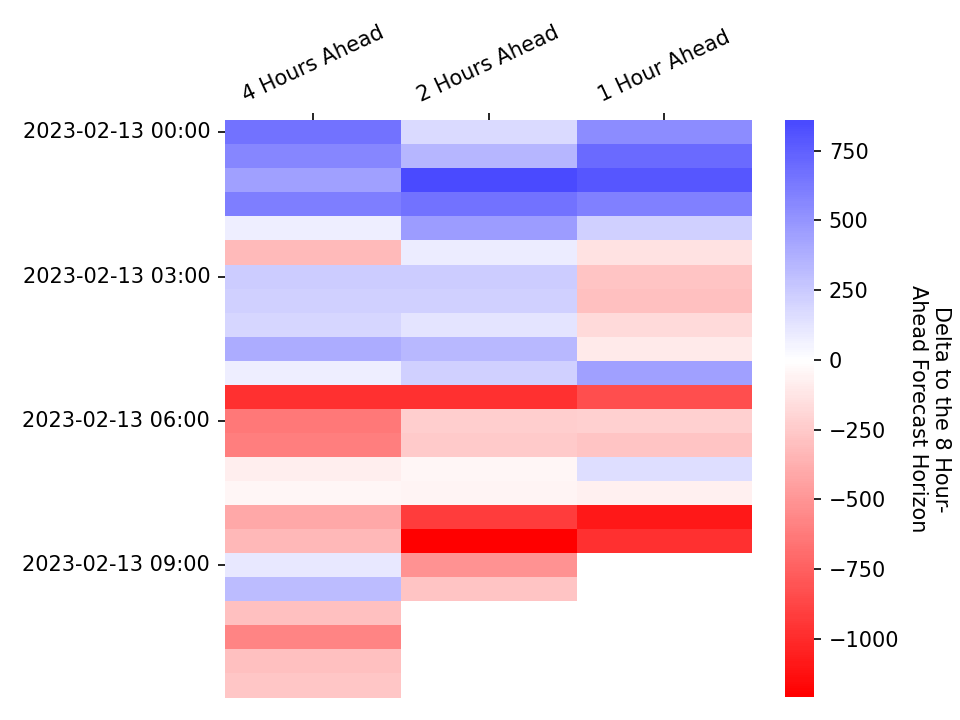 4 Hours Ahead
2 Hours Ahead
1 Hour Ahead
2023-02-13 00:00
2023-02-13 03:00
2023-02-13 06:00
2023-02-13 09:00
750
500
250
0
−250
−500
−750
−1000
Delta to the 8 Hour-
Ahead Forecast Horizon